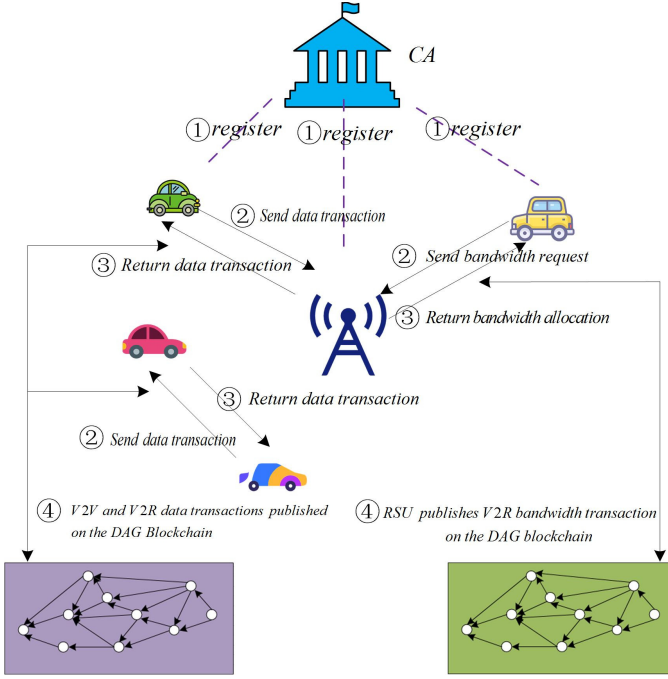 CA
①register
①register
①register
② Send data transaction
③ Return data transaction
② Send bandwidth request
③ Return bandwidth allocation
③ Return data transaction
② Send data transaction
④ V2V and V2R data transactions published
on the DAG Blockchain
④ RSU publishes V2R bandwidth transaction
on the DAG blockchain